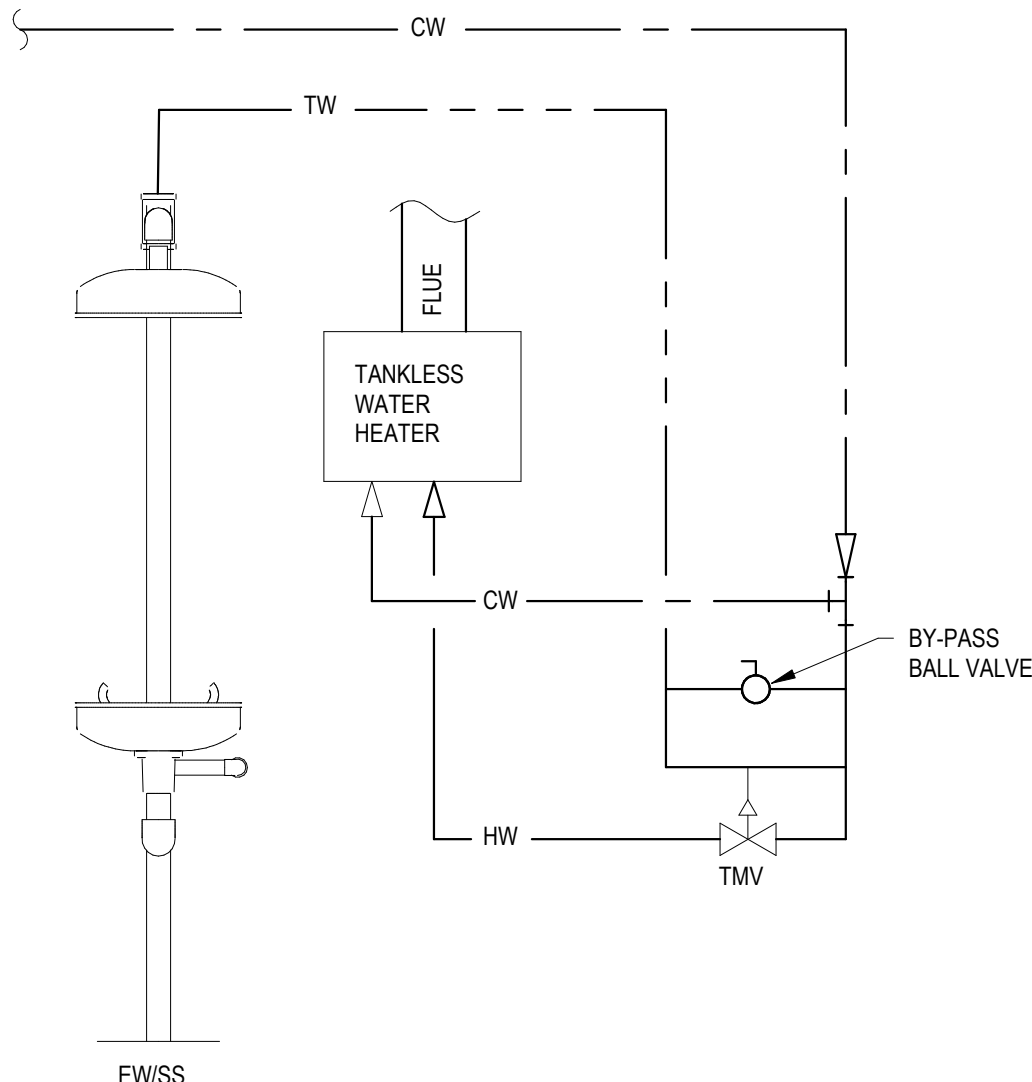 CW
TW
FLUE
TANKLESS
WATER
HEATER
CW
BY-PASS
BALL VALVE
HW
TMV
EW/SS